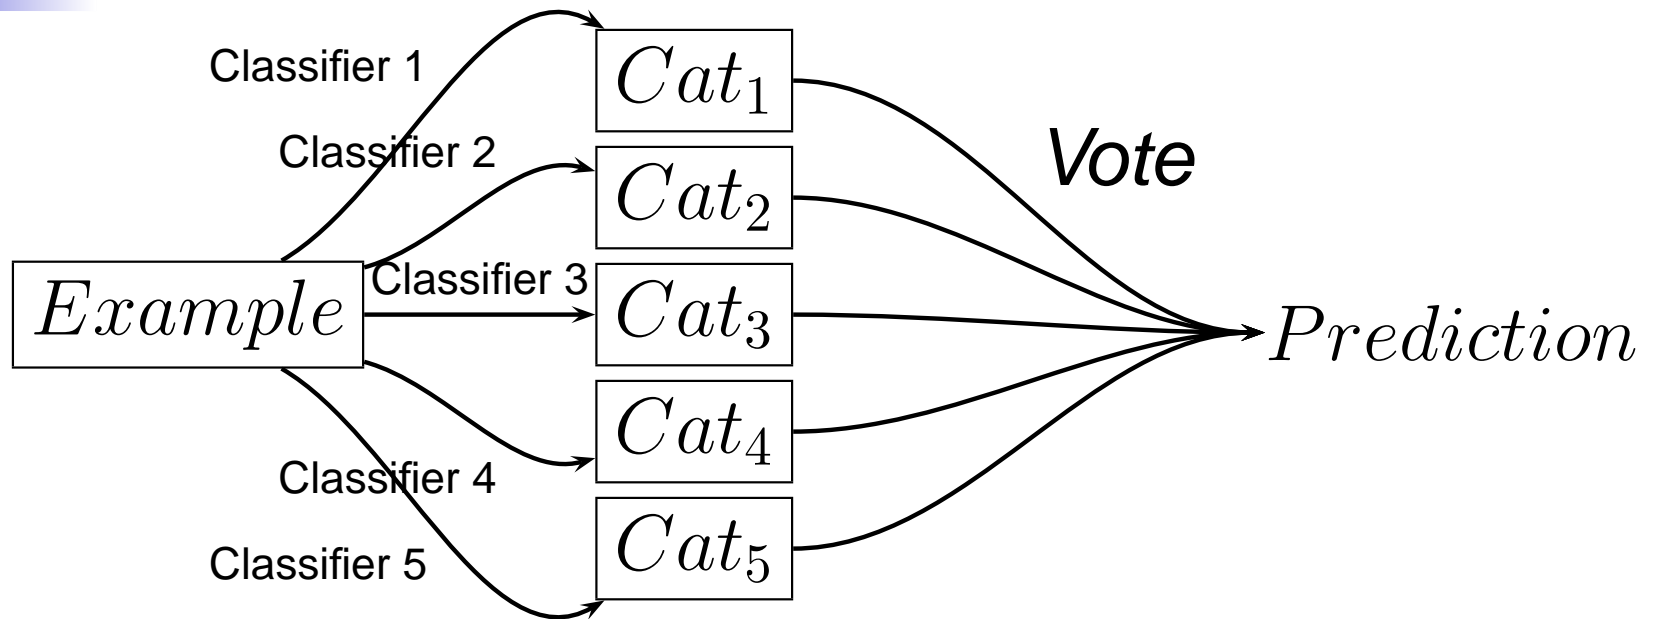 Classifier 1
Cat₁
Vote
Classifier 2
Cat₂
Classifier 3
Example
Cat₃
Prediction
Cat₄
Classifier 4
Cat₅
Classifier 5